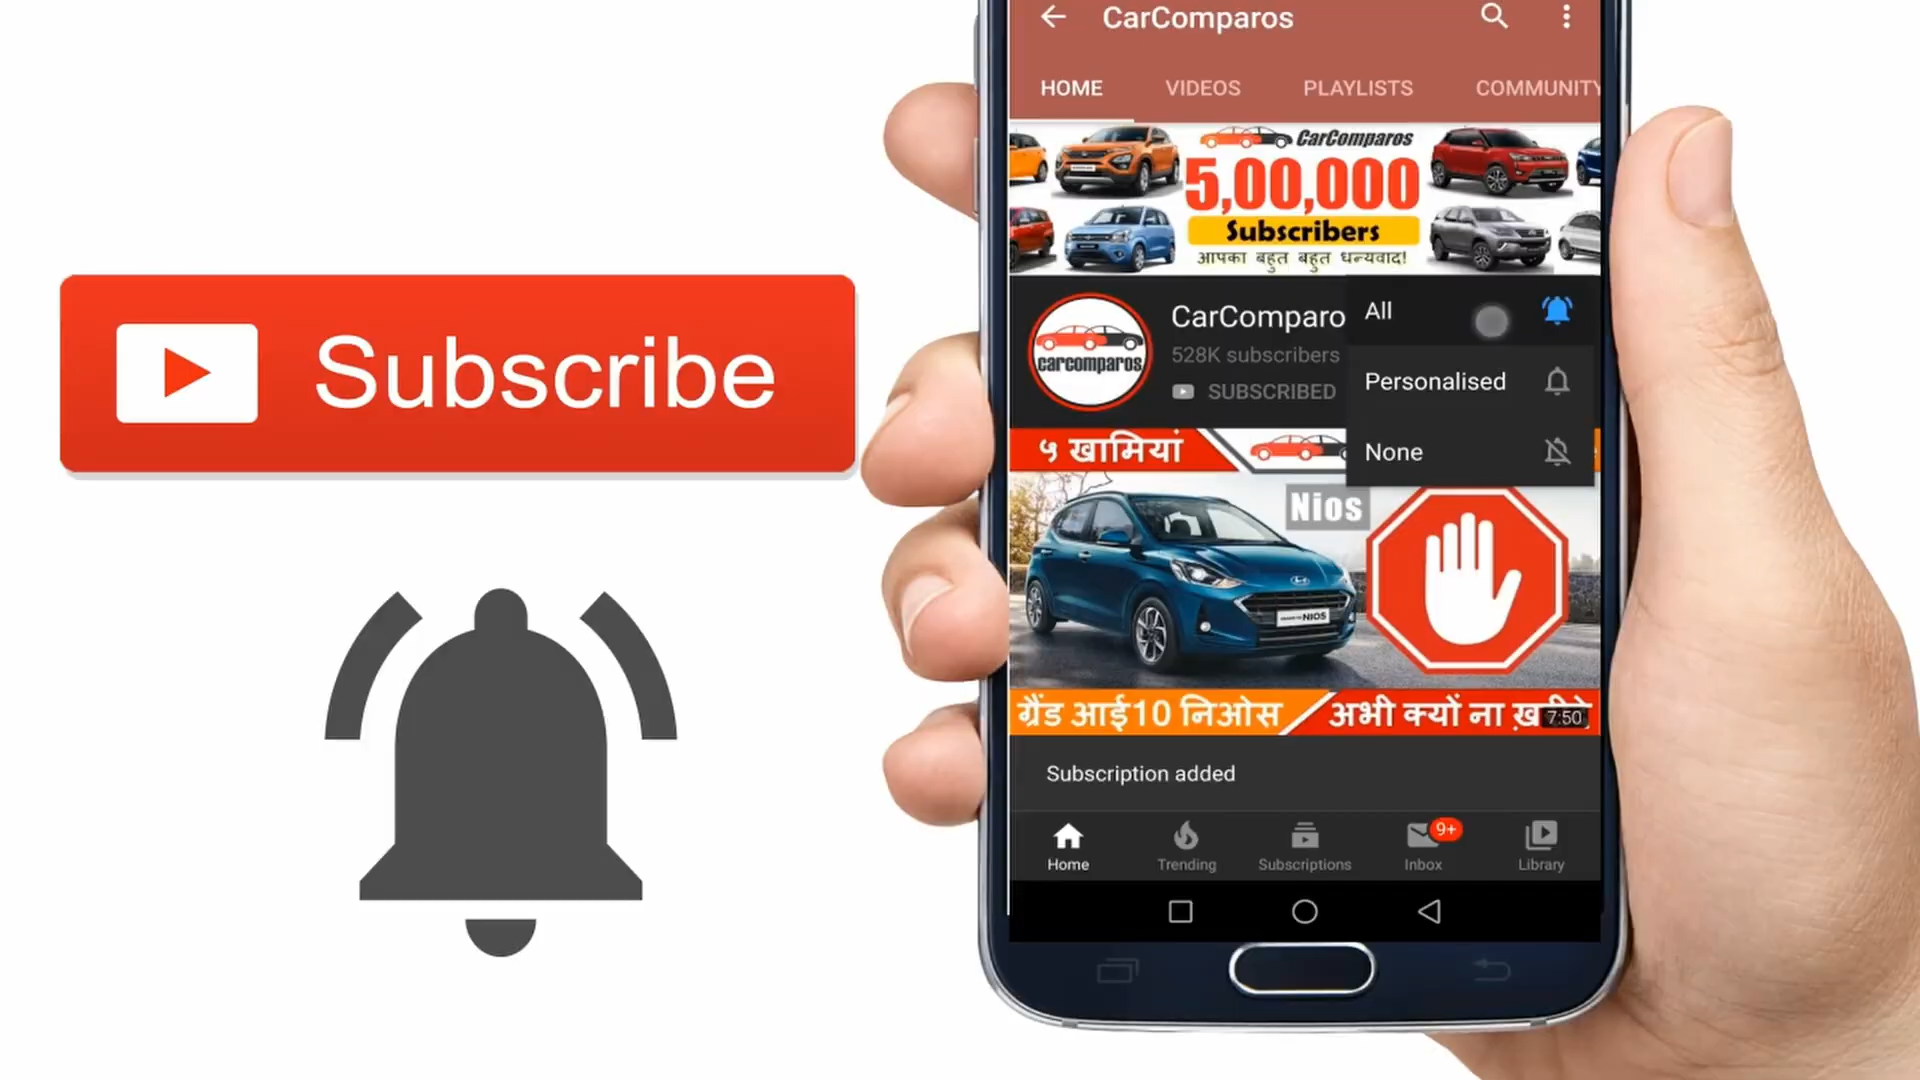 Subscribe
CarComparos
HOME VIDEOS PLAYLISTS COMMUNITY
CarComparos
5,00,000
Subscribers
आपका बहुत बहुत धन्यवाद!
carcomparos
CarComparo
528K subscribers
SUBSCRIBED
All
Personalised
None
५ खामियां
Nios
NIOS
ग्रैंड आई10 निओस
अभी क्यों ना
7:50
Subscription added
Home Trending Subscriptions Inbox Library
9+